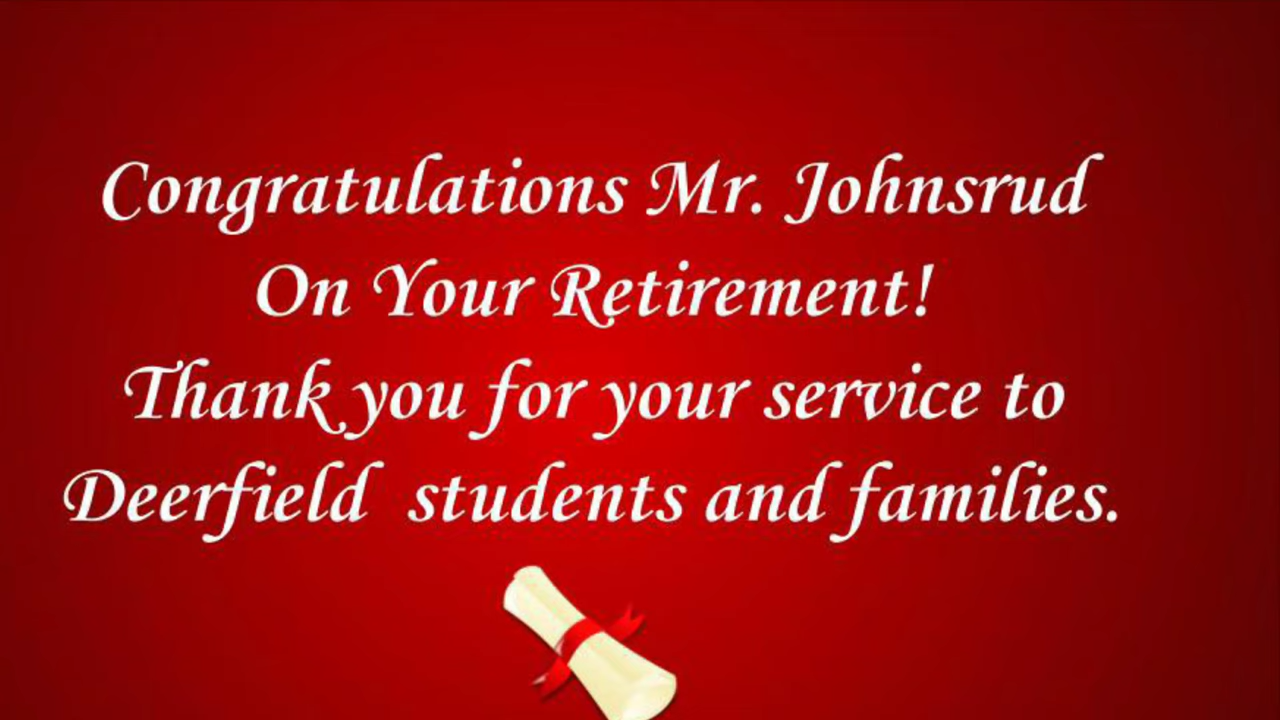 Congratulations Mr. Johnsrud
On Your Retirement!
Thank you for your service to
Deerfield  students and families.